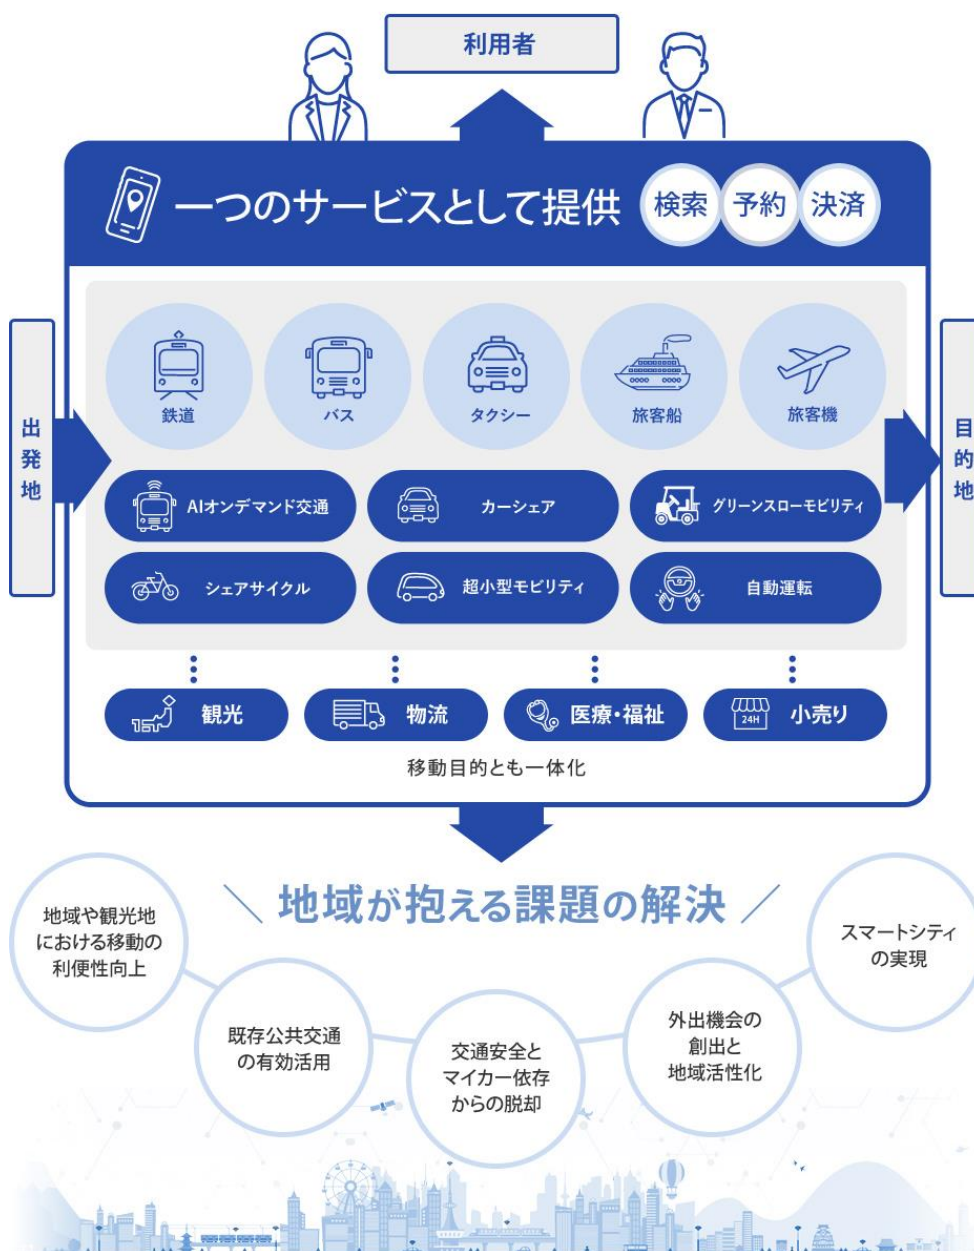 利用者
一つのサービスとして提供
検索
予約
決済
出発地
目的地
鉄道
バス
タクシー
旅客船
旅客機
AIオンデマンド交通
カーシェア
グリーンスローモビリティ
シェアサイクル
超小型モビリティ
自動運転
観光
物流
医療・福祉
24H
小売り
移動目的とも一体化
地域が抱える課題の解決
地域や観光地
における移動の
利便性向上
既存公共交通
の有効活用
交通安全と
マイカー依存
からの脱却
外出機会の
創出と
地域活性化
スマートシティ
の実現